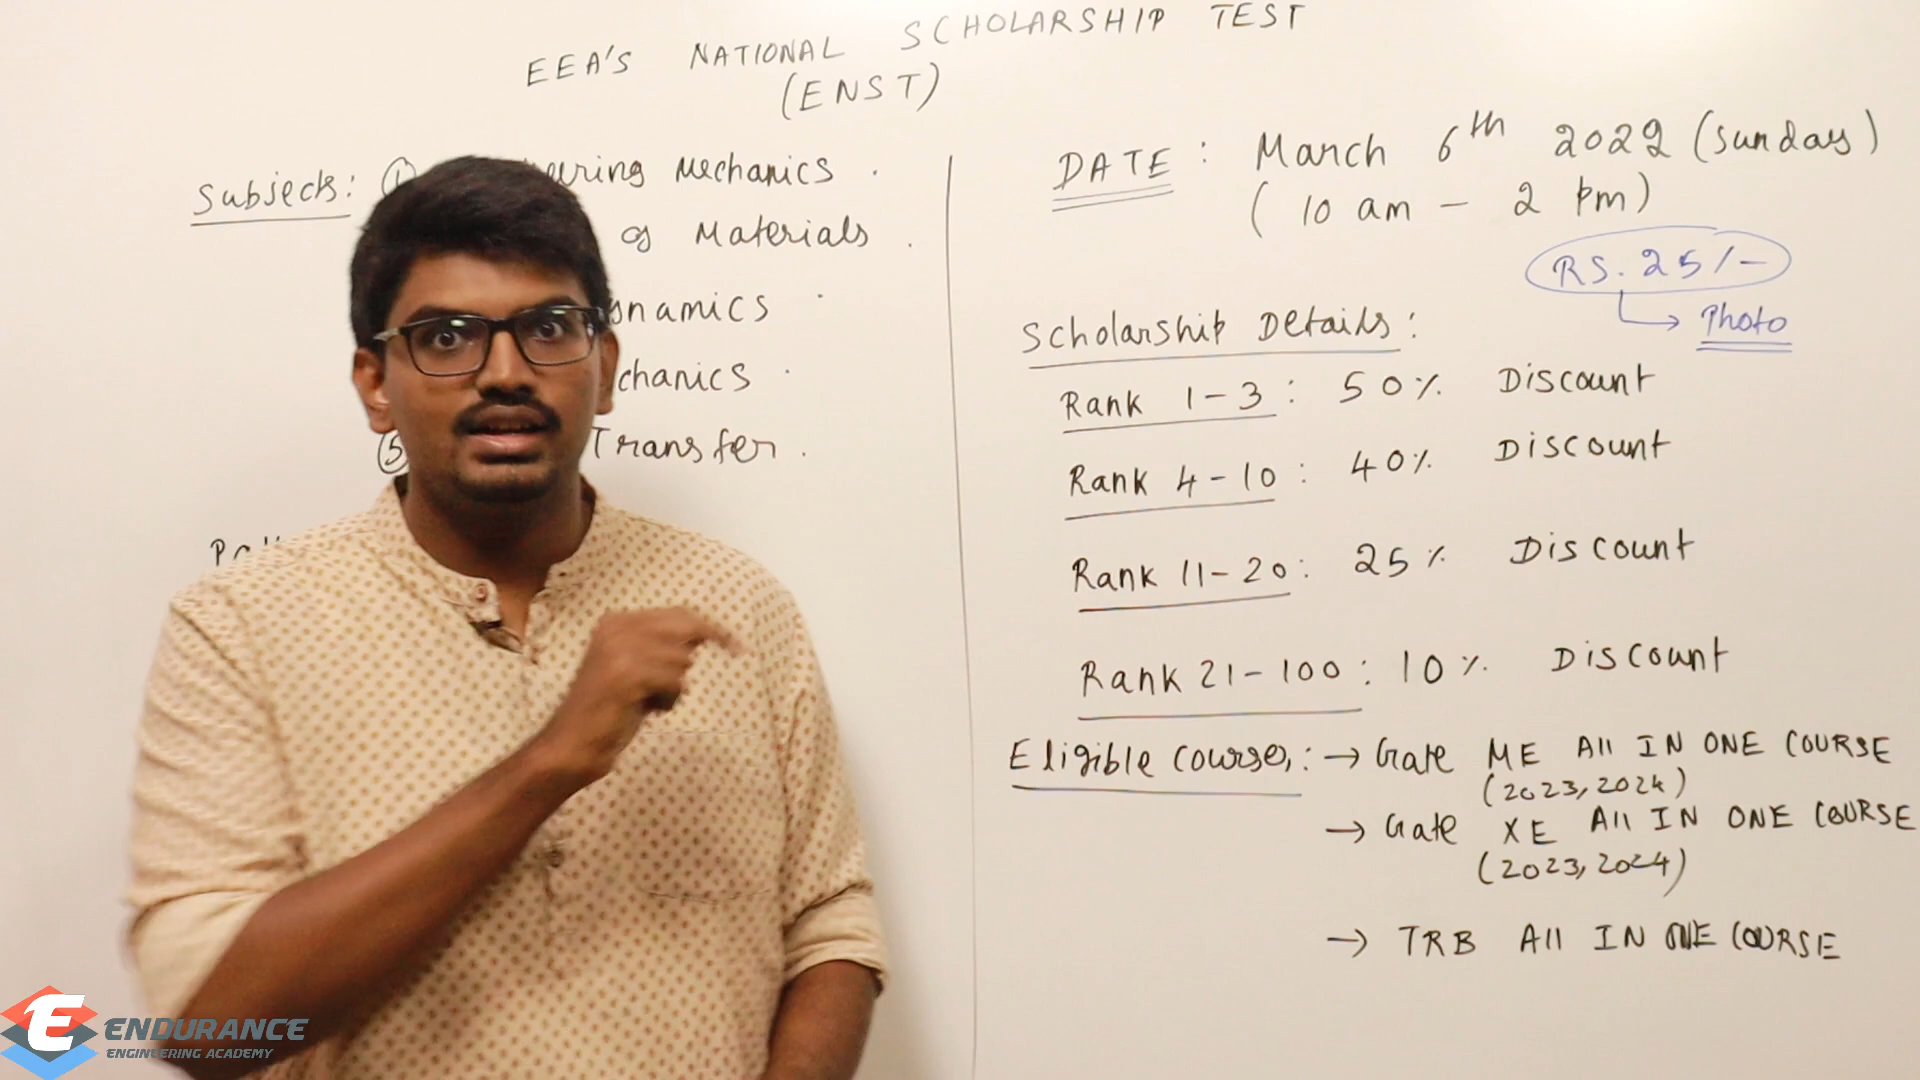 EEA'S NATIONAL SCHOLARSHIP TEST
(ENST)
Subjects: ① eering Mechanics .
of Materials .
namics .
chanics .
⑤ Transfer .
DATE : March 6th 2022 (Sunday)
(10 am - 2 pm)
RS. 25/-
Photo
Scholarship Details :
Rank 1-3 : 50% Discount
Rank 4-10 : 40% Discount
Rank 11-20 : 25% Discount
Rank 21-100 : 10% Discount
Eligible Courses : → Gate ME All IN ONE COURSE
(2023, 2024)
→ Gate XE All IN ONE COURSE
(2023, 2024)
→ TRB All IN ONE COURSE
E ENDURANCE
ENGINEERING ACADEMY